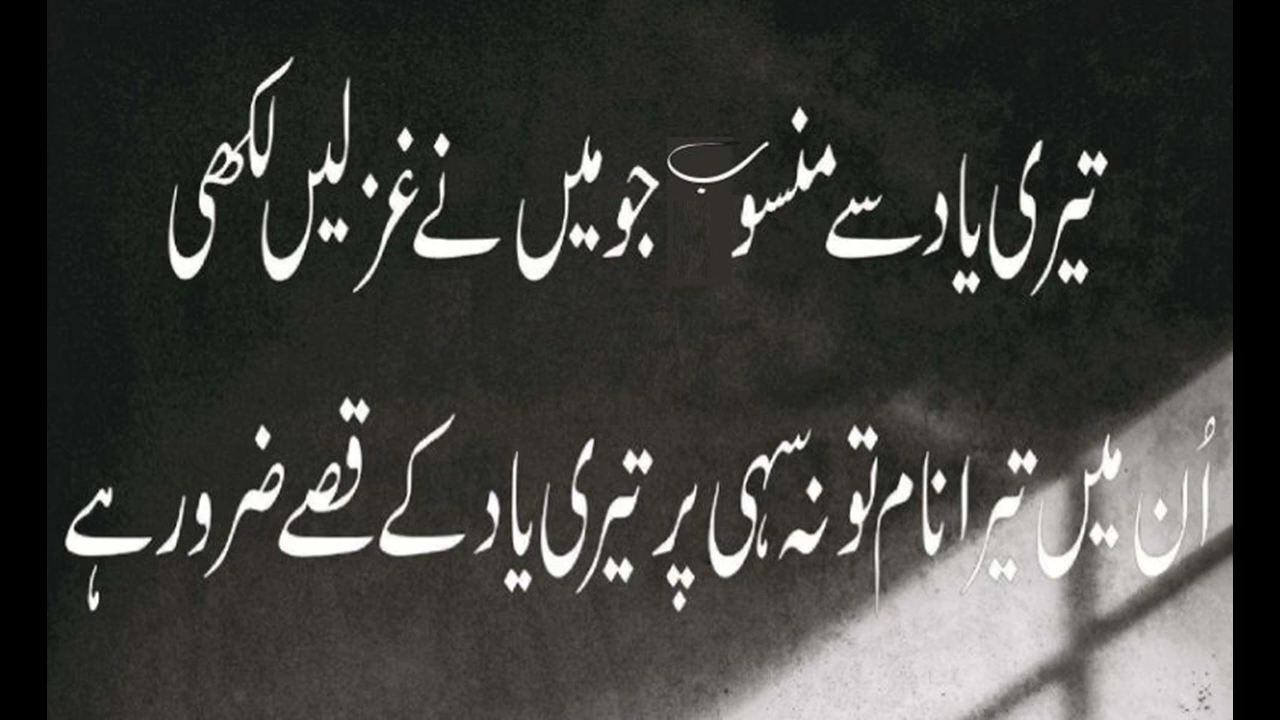 تیری یاد سے منسوب جو میں نے غزلیں لکھی
اُن میں تیرا نام تو نہ سہی پر تیری یاد کے قصے ضرور ہے